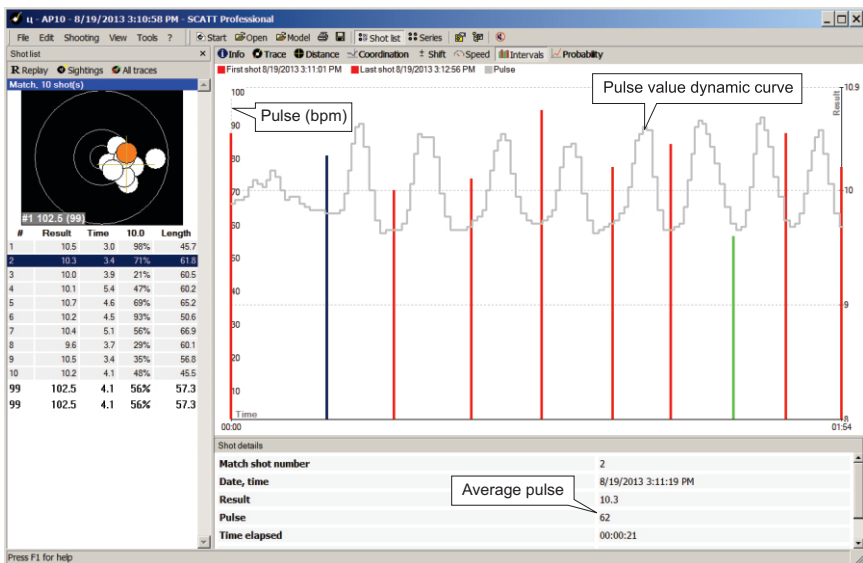 ц - AP10 - 8/19/2013 3:10:58 PM - SCATT Professional
File Edit Shooting View Tools ? Start Open Model Shot list Series
Shot list × Info Trace Distance Coordination Shift Speed Intervals Probability
R Replay Sightings All traces
First shot 8/19/2013 3:11:01 PM Last shot 8/19/2013 3:12:56 PM Pulse
Match, 10 shot(s)
#1 102.5 (99)
# Result Time 10.0 Length
1 10.5 3.0 98% 45.7
2 10.3 3.4 71% 61.8
3 10.0 3.9 21% 60.5
4 10.1 5.4 47% 60.2
5 10.7 4.6 69% 65.2
6 10.2 4.5 93% 50.6
7 10.4 5.1 56% 66.9
8 9.6 3.7 29% 60.1
9 10.5 3.4 35% 56.8
10 10.2 4.1 48% 45.5
99 102.5 4.1 56% 57.3
99 102.5 4.1 56% 57.3
100
90
80
70
60
50
40
30
20
10
Pulse (bpm)
Pulse value dynamic curve
10.9
Result
10
9
8
Time
00:00 01:54
Shot details
Match shot number 2
Date, time 8/19/2013 3:11:19 PM
Result 10.3
Average pulse
Pulse 62
Time elapsed 00:00:21
Press F1 for help